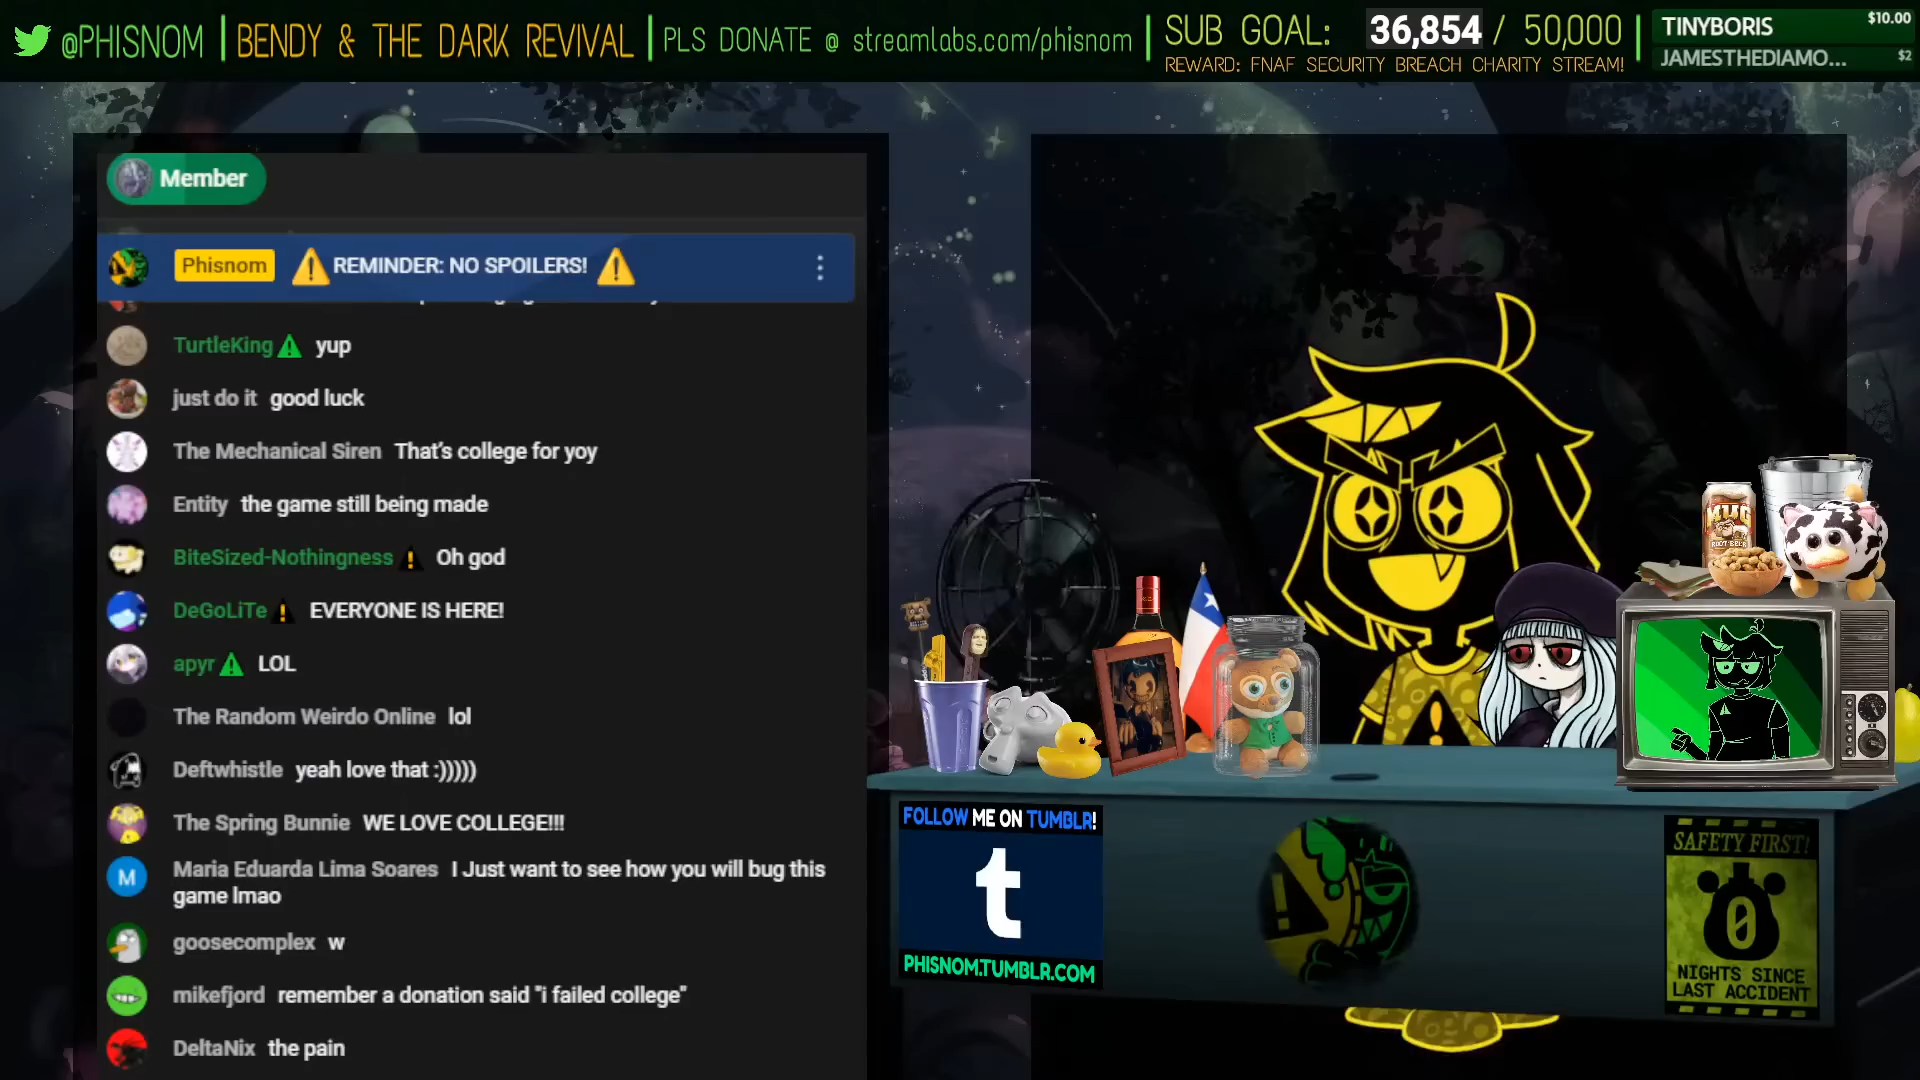 @PHISNOM
BENDY & THE DARK REVIVAL
PLS DONATE @ streamlabs.com/phisnom
SUB GOAL: 36,854 / 50,000
REWARD: FNAF SECURITY BREACH CHARITY STREAM!
TINYBORIS $10.00
JAMESTHEDIAMO... $2
Member
Phisnom ⚠️REMINDER: NO SPOILERS!⚠️
TurtleKing yup
just do it good luck
The Mechanical Siren That's college for yoy
Entity the game still being made
BiteSized-Nothingness Oh god
DeGoLiTe EVERYONE IS HERE!
apyr LOL
The Random Weirdo Online lol
Deftwhistle yeah love that :)))))
The Spring Bunnie WE LOVE COLLEGE!!!
M
Maria Eduarda Lima Soares I Just want to see how you will bug this
game lmao
goosecomplex w
mikefjord remember a donation said "i failed college"
DeltaNix the pain
MUG
ROOT BEER
FOLLOW ME ON TUMBLR!
t
PHISNOM.TUMBLR.COM
SAFETY FIRST!
0
NIGHTS SINCE
LAST ACCIDENT